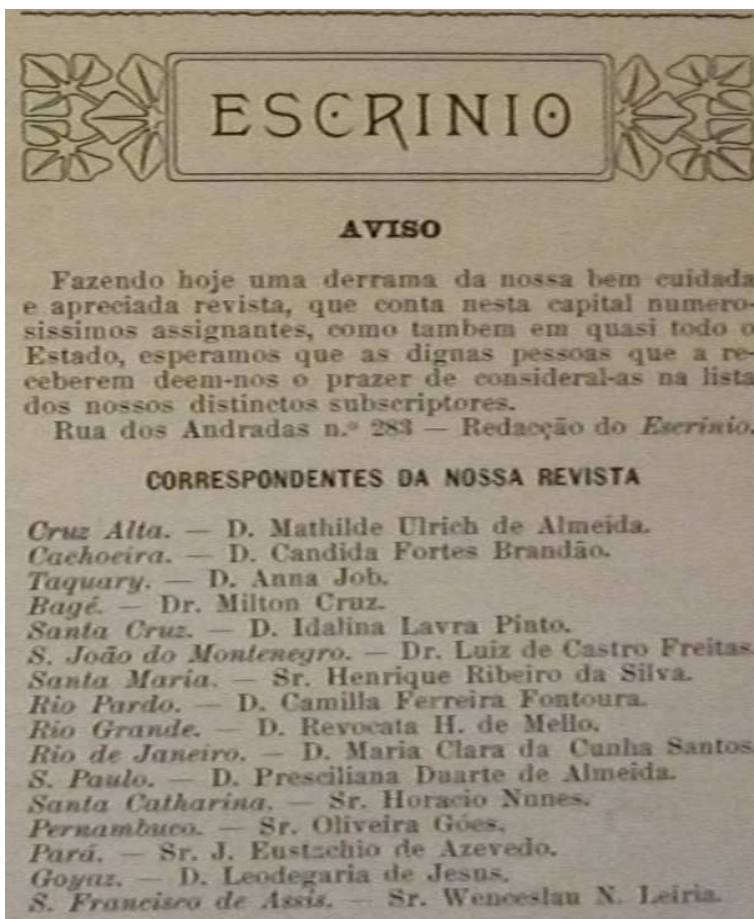 ESCRINIO
AVISO
Fazendo hoje uma derrama da nossa bem cuidada
e apreciada revista, que conta nesta capital numero-
sissimos assignantes, como tambem em quasi todo o
Estado, esperamos que as dignas pessoas que a re-
ceberem deem-nos o prazer de consideral-as na lista
dos nossos distinctos subscriptores.
Rua dos Andradas n.º 283 — Redacção do Escrinio.
CORRESPONDENTES DA NOSSA REVISTA
Cruz Alta. — D. Mathilde Ulrich de Almeida.
Cachoeira. — D. Candida Fortes Brandão.
Taquary. — D. Anna Job.
Bagé. — Dr. Milton Cruz.
Santa Cruz. — D. Idalina Lavra Pinto.
S. João do Montenegro. — Dr. Luiz de Castro Freitas.
Santa Maria. — Sr. Henrique Ribeiro da Silva.
Rio Pardo. — D. Camilla Ferreira Fontoura.
Rio Grande. — D. Revocata H. de Mello.
Rio de Janeiro. — D. Maria Clara da Cunha Santos
S. Paulo. — D. Presciliana Duarte de Almeida.
Santa Catharina. — Sr. Horacio Nunes.
Pernambuco. — Sr. Oliveira Góes.
Pará. — Sr. J. Eustachio de Azevedo.
Goyaz. — D. Leodegaria de Jesus.
S. Francisco de Assis. — Sr. Wenceslau N. Leiria.